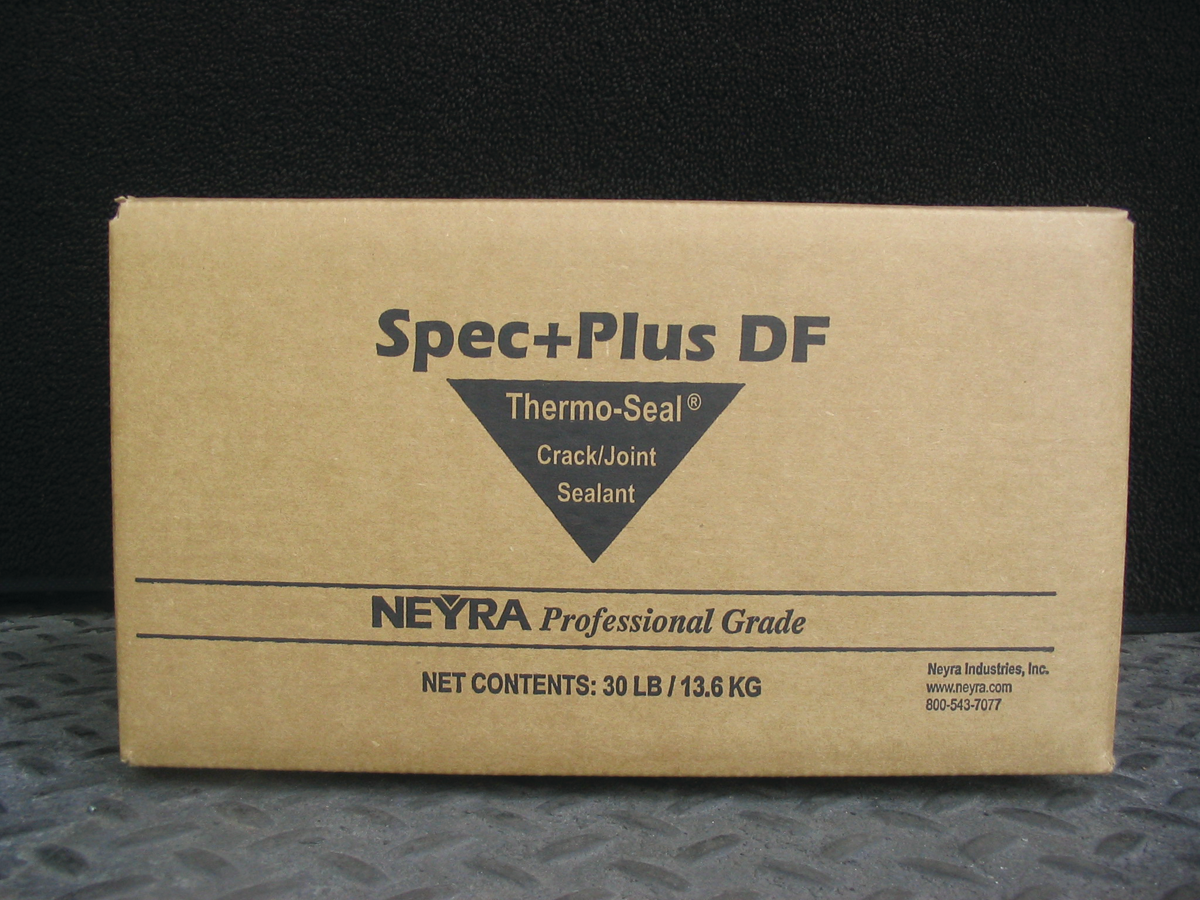 Spec+Plus DF
Thermo-Seal®
Crack/Joint
Sealant
NEYRA Professional Grade
NET CONTENTS: 30 LB / 13.6 KG
Neyra Industries, Inc.
www.neyra.com
800-543-7077